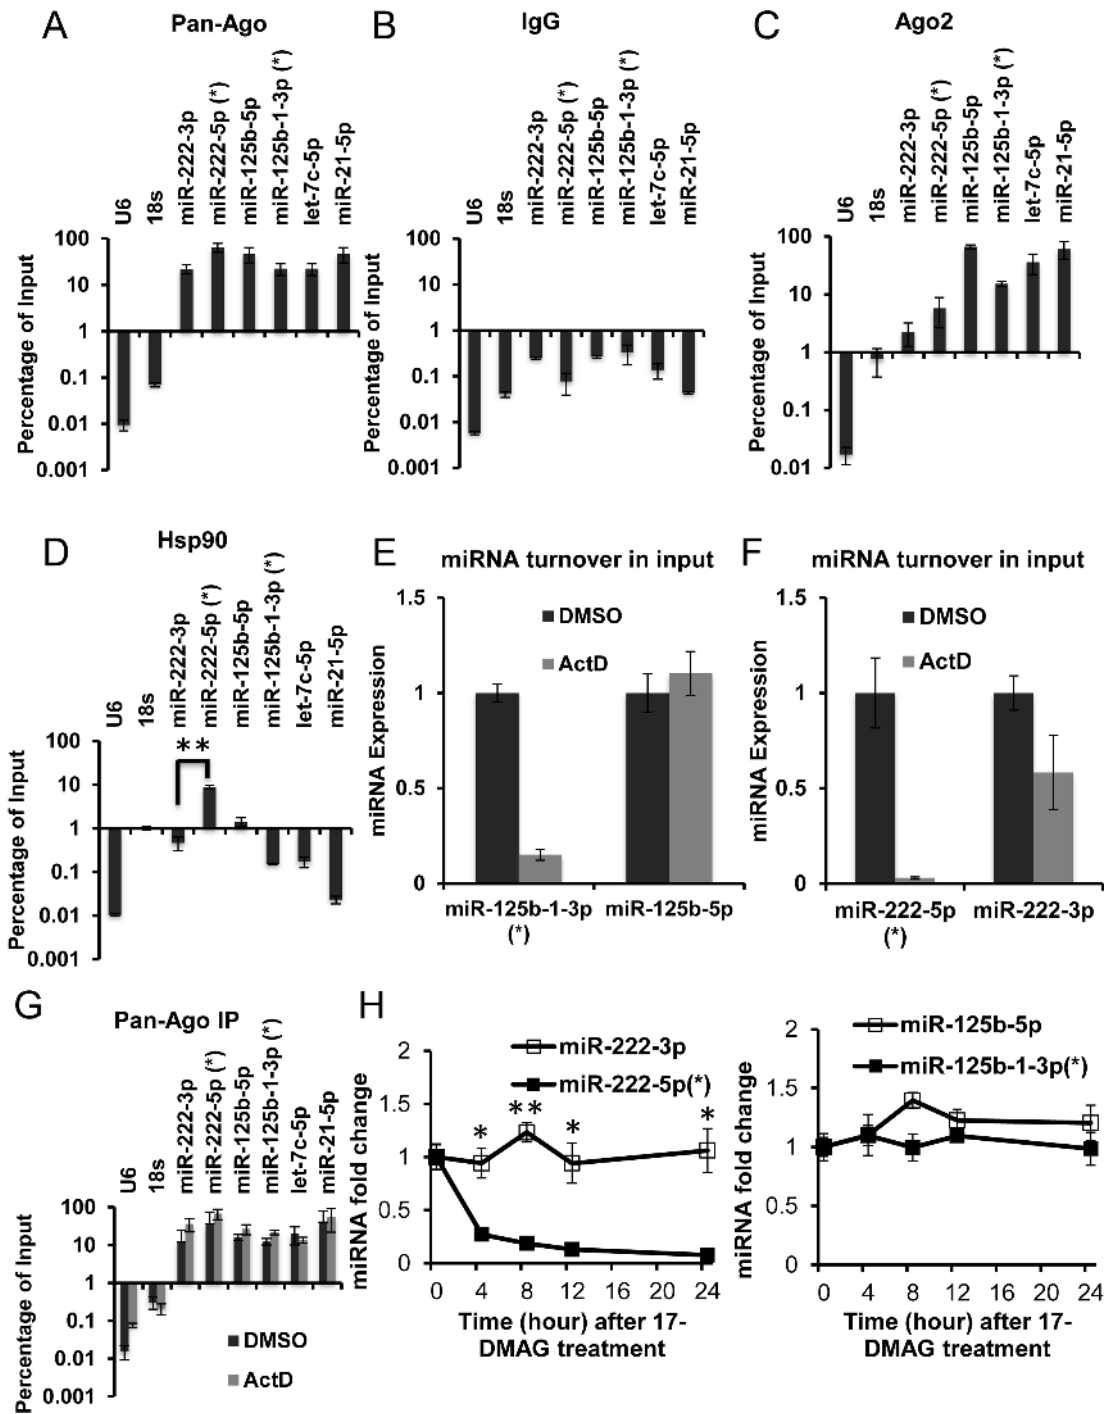 A
Pan-Ago
U6
18s
miR-222-3p
miR-222-5p (*)
miR-125b-5p
miR-125b-1-3p (*)
let-7c-5p
miR-21-5p
Percentage of Input
100
10
1
0.1
0.01
0.001
B
IgG
U6
18s
miR-222-3p
miR-222-5p (*)
miR-125b-5p
miR-125b-1-3p (*)
let-7c-5p
miR-21-5p
Percentage of Input
100
10
1
0.1
0.01
0.001
C
Ago2
U6
18s
miR-222-3p
miR-222-5p (*)
miR-125b-5p
miR-125b-1-3p (*)
let-7c-5p
miR-21-5p
Percentage of Input
100
10
1
0.1
0.01
D
Hsp90
U6
18s
miR-222-3p
miR-222-5p (*)
miR-125b-5p
miR-125b-1-3p (*)
let-7c-5p
miR-21-5p
**
Percentage of Input
100
10
1
0.1
0.01
0.001
E
miRNA turnover in input
miRNA Expression
1.5
1
0.5
0
DMSO
ActD
miR-125b-1-3p
(*)
miR-125b-5p
F
miRNA turnover in input
miRNA Expression
1.5
1
0.5
0
DMSO
ActD
miR-222-5p
(*)
miR-222-3p
G
Pan-Ago IP
U6
18s
miR-222-3p
miR-222-5p (*)
miR-125b-5p
miR-125b-1-3p (*)
let-7c-5p
miR-21-5p
Percentage of Input
100
10
1
0.1
0.01
0.001
DMSO
ActD
H
miR-222-3p
miR-222-5p(*)
* ** * *
miRNA fold change
2
1.5
1
0.5
0
0 4 8 12 16 20 24
Time (hour) after 17-
DMAG treatment
miR-125b-5p
miR-125b-1-3p(*)
miRNA fold change
2
1.5
1
0.5
0
0 4 8 12 16 20 24
Time (hour) after 17-
DMAG treatment